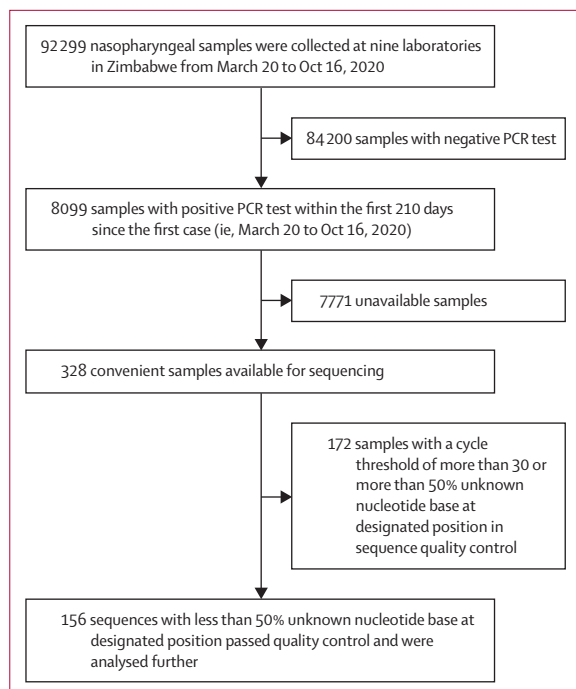 92 299 nasopharyngeal samples were collected at nine laboratories
in Zimbabwe from March 20 to Oct 16, 2020
84 200 samples with negative PCR test
8099 samples with positive PCR test within the first 210 days
since the first case (ie, March 20 to Oct 16, 2020)
7771 unavailable samples
328 convenient samples available for sequencing
172 samples with a cycle
threshold of more than 30 or
more than 50% unknown
nucleotide base at
designated position in
sequence quality control
156 sequences with less than 50% unknown nucleotide base at
designated position passed quality control and were
analysed further